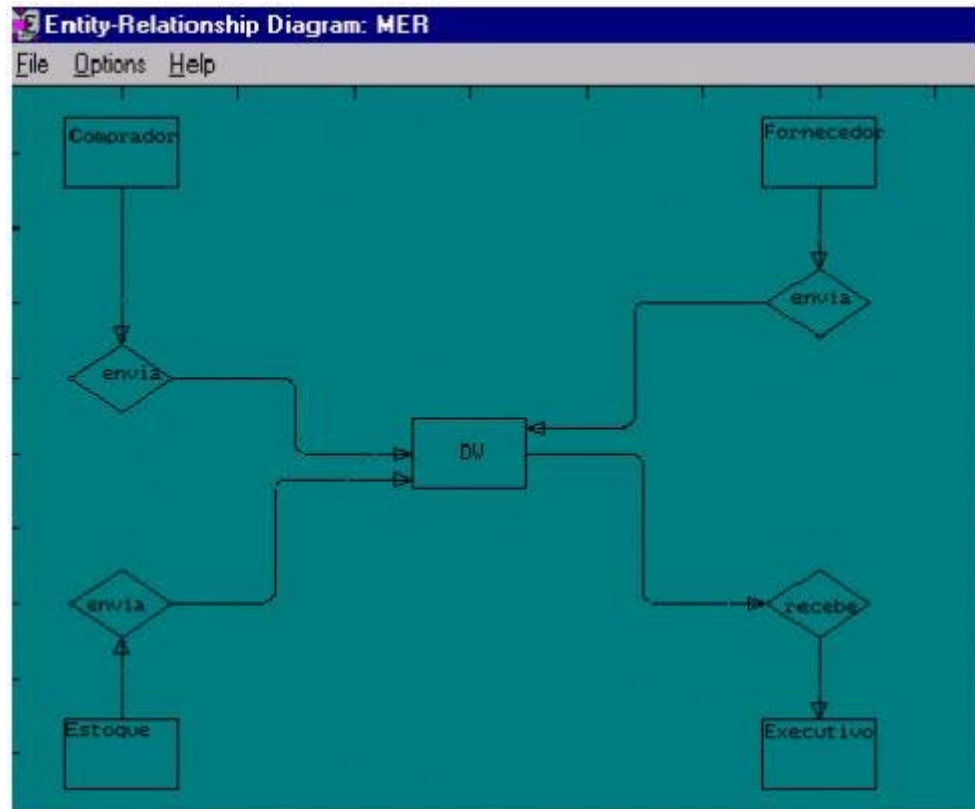 Entity-Relationship Diagram: MER
File Options Help
Comprador
Fornecedor
envia
envia
DW
envia
recebe
Estoque
Executivo